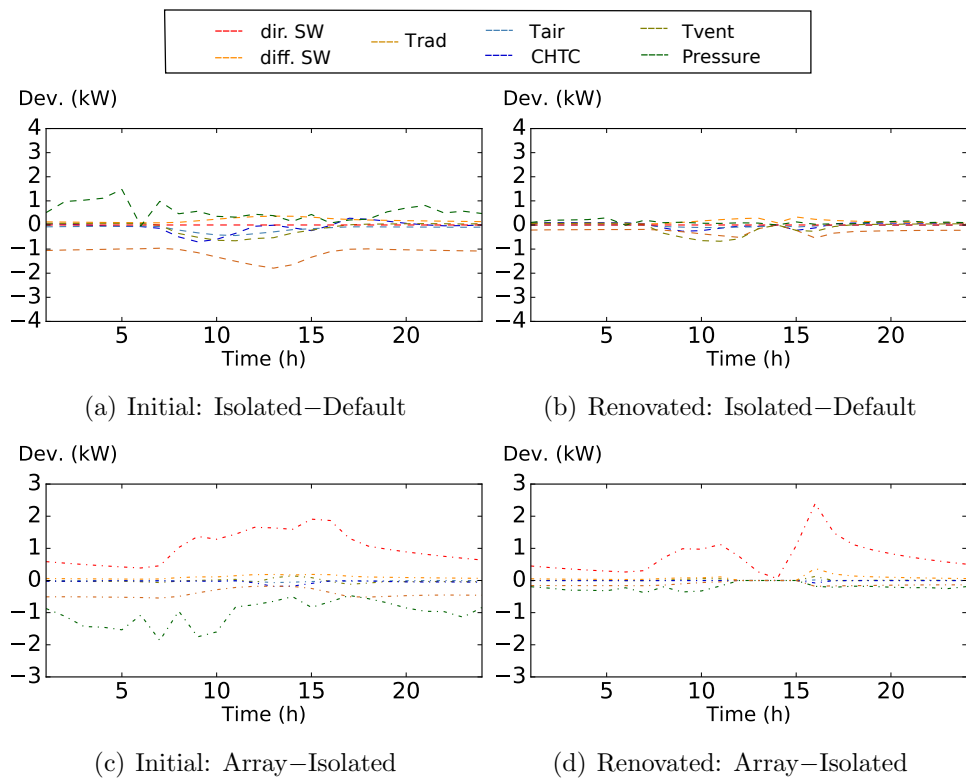 dir. SW Trad Tair Tvent
diff. SW CHTC Pressure
Dev. (kW) Dev. (kW)
4 4
3 3
2 2
1 1
0 0
−1 −1
−2 −2
−3 −3
−4 −4
5 10 15 20 5 10 15 20
Time (h) Time (h)
(a) Initial: Isolated−Default (b) Renovated: Isolated−Default
Dev. (kW) Dev. (kW)
3 3
2 2
1 1
0 0
−1 −1
−2 −2
−3 −3
5 10 15 20 5 10 15 20
Time (h) Time (h)
(c) Initial: Array−Isolated (d) Renovated: Array−Isolated